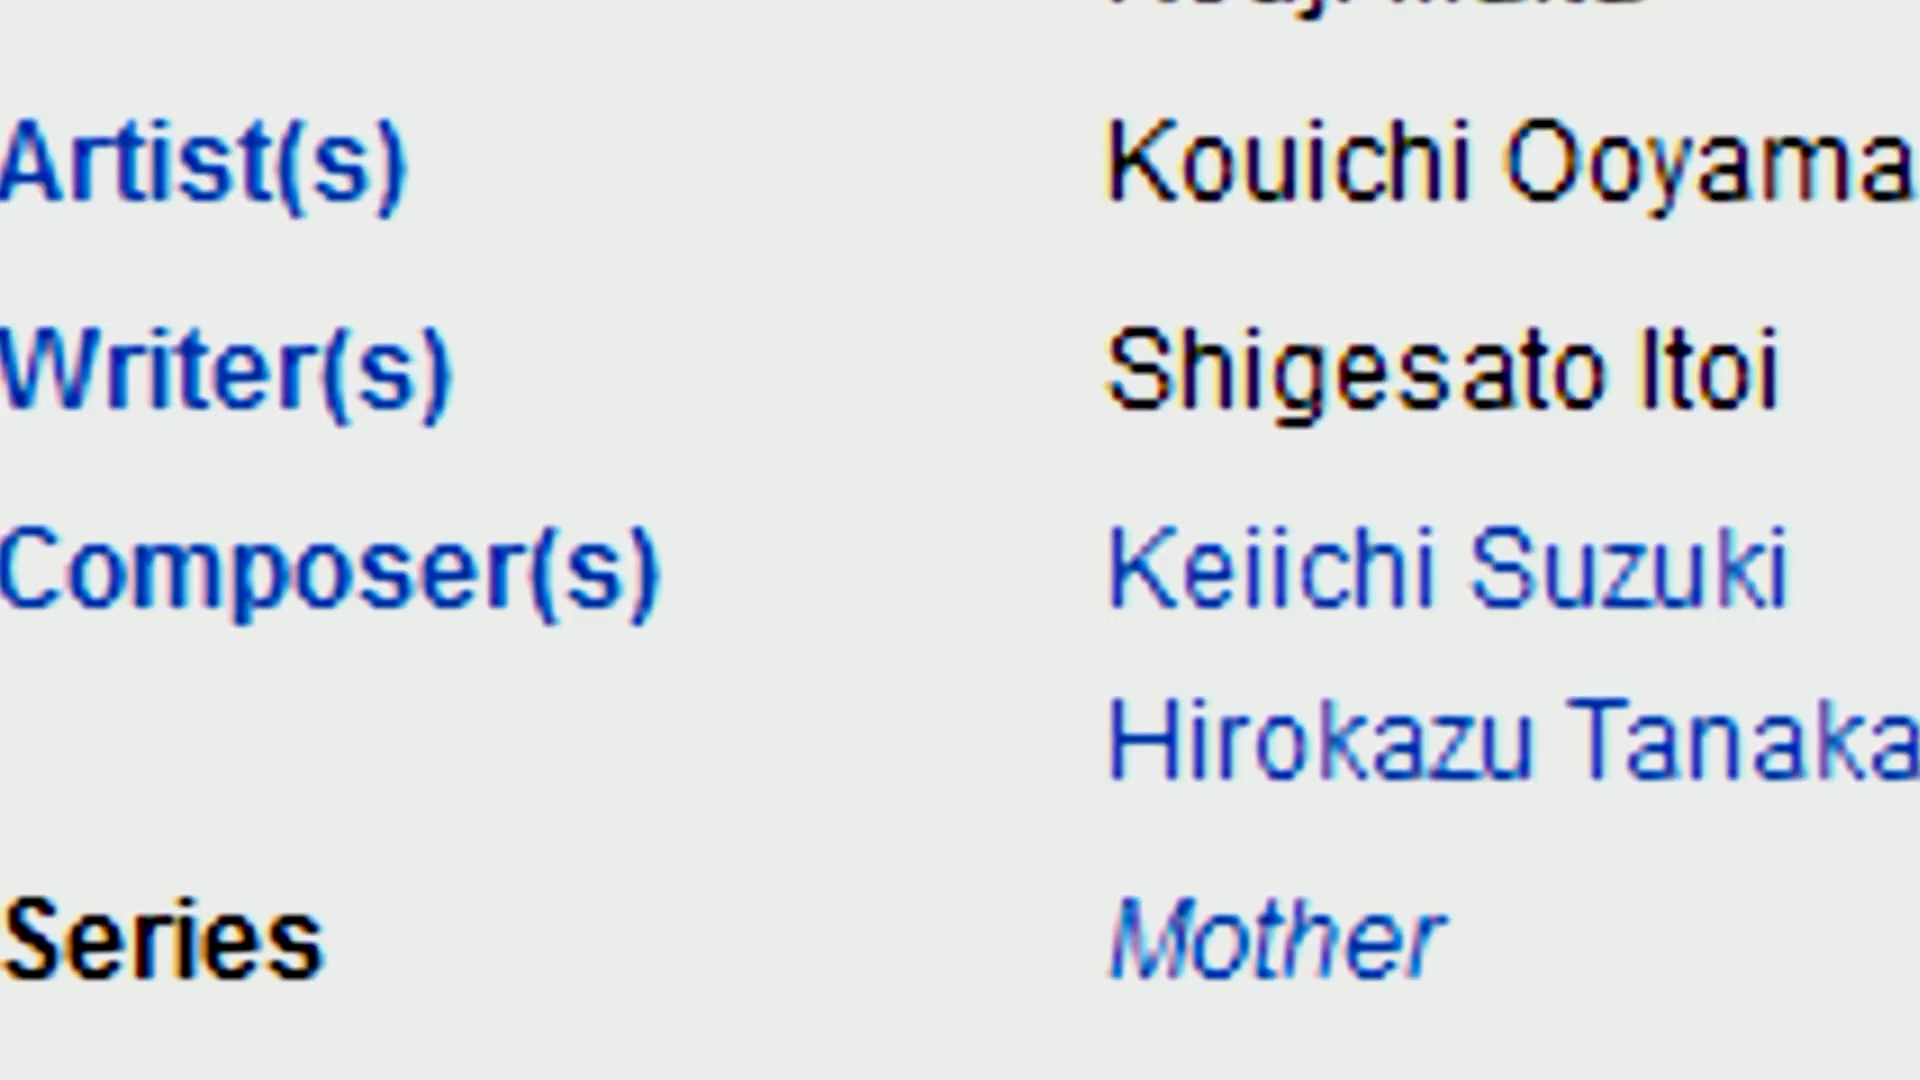 Artist(s) Kouichi Ooyama
Writer(s) Shigesato Itoi
Composer(s) Keiichi Suzuki
Hirokazu Tanaka
Series Mother